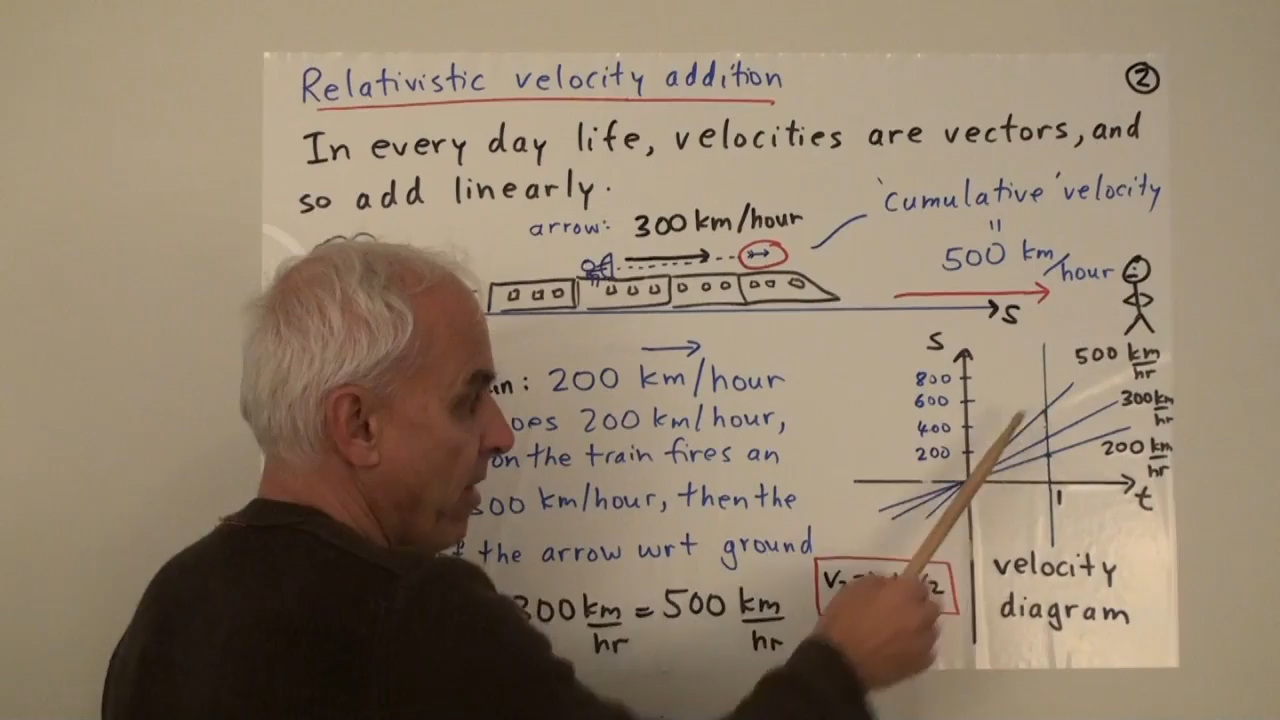 Relativistic velocity addition
2
In every day life, velocities are vectors, and
so add linearly.
'cumulative' velocity
=
500 km/hour
arrow: 300 km/hour
s
: 200 km/hour
200 km/hour,
on the train fires an
km/hour, then the
the arrow wrt ground
300 km/hr = 500 km/hr
s
800
600
400
200
500 km/hr
300 km/hr
200 km/hr
1
t
velocity
diagram